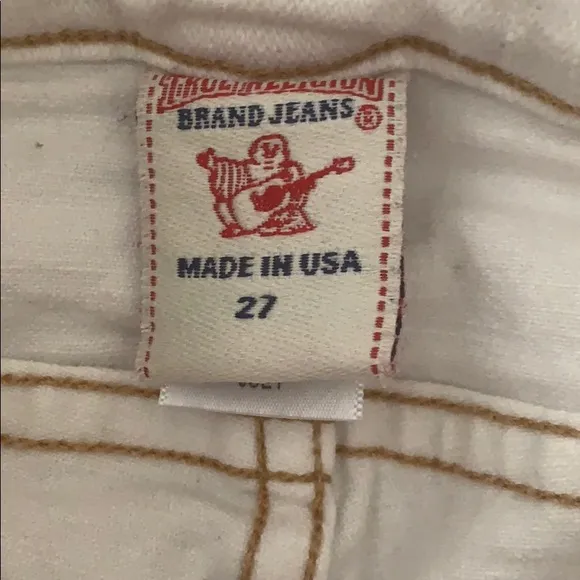 TRUE RELIGION
BRAND JEANS ®
MADE IN USA
27